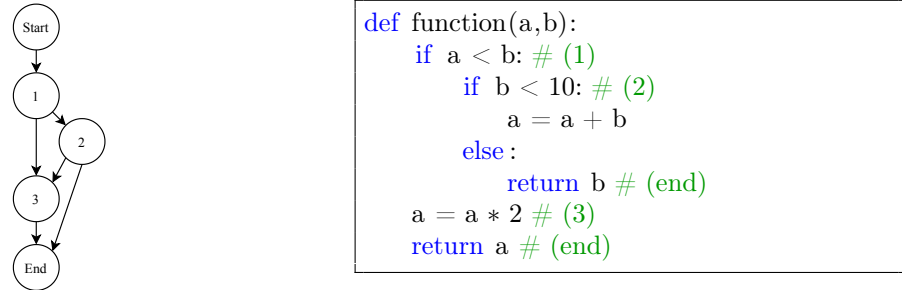 Start
1
2
3
End
def function(a,b):
    if a < b: # (1)
        if b < 10: # (2)
            a = a + b
        else:
            return b # (end)
    a = a * 2 # (3)
    return a # (end)